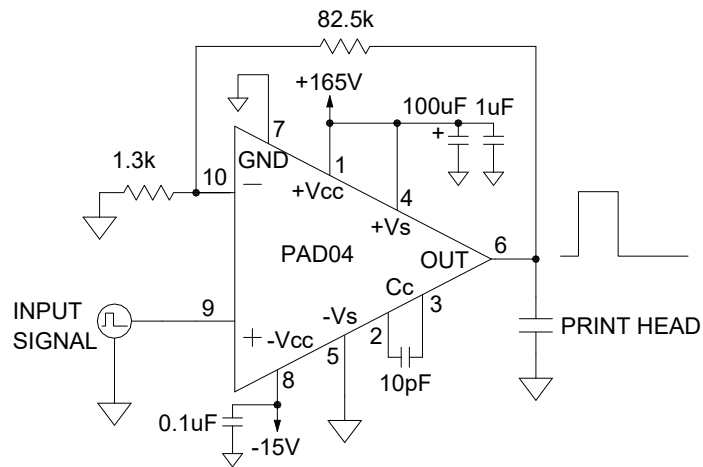 82.5k
+165V
100uF
1uF
+
7
GND
1
+Vcc
4
+Vs
1.3k
10
−
PAD04
6
OUT
Cc
3
2
10pF
INPUT
SIGNAL
9
+
-Vcc
-Vs
5
8
0.1uF
-15V
PRINT HEAD